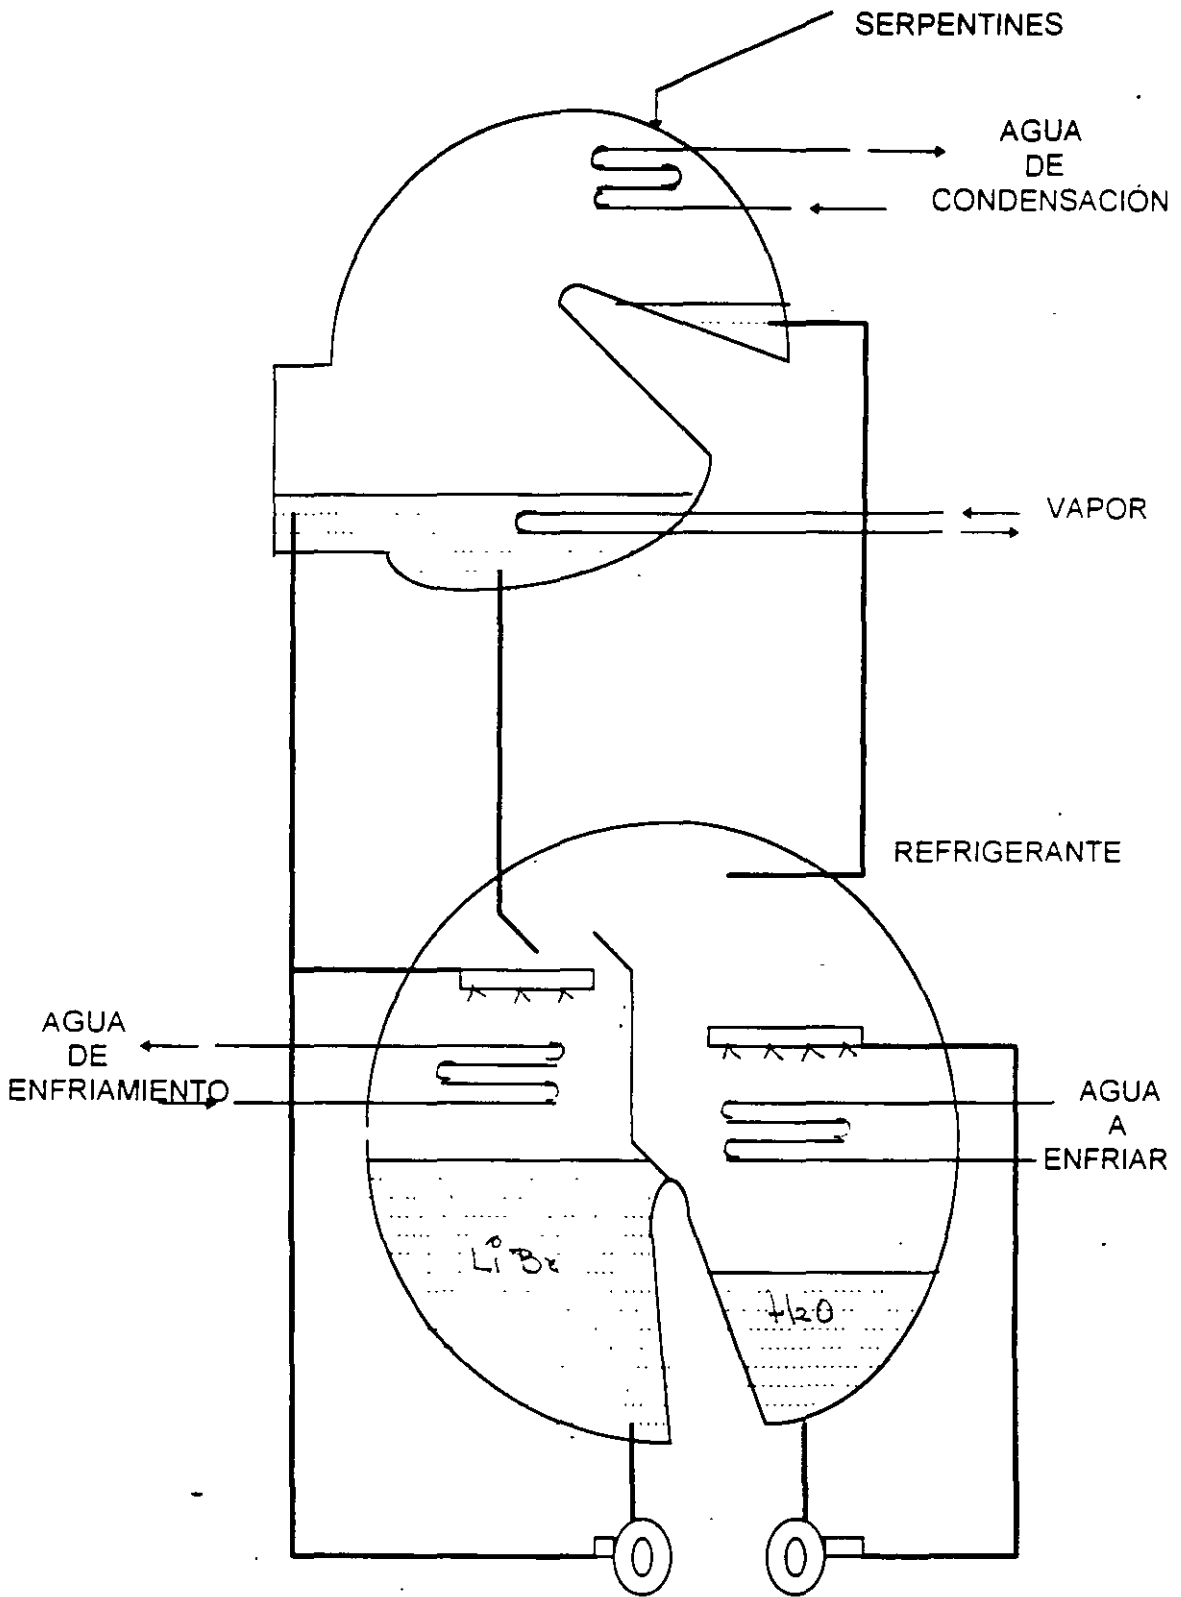 SERPENTINES
AGUA
DE
CONDENSACIÓN
VAPOR
REFRIGERANTE
AGUA
DE
ENFRIAMIENTO
AGUA
A
ENFRIAR
LiBr
H2O